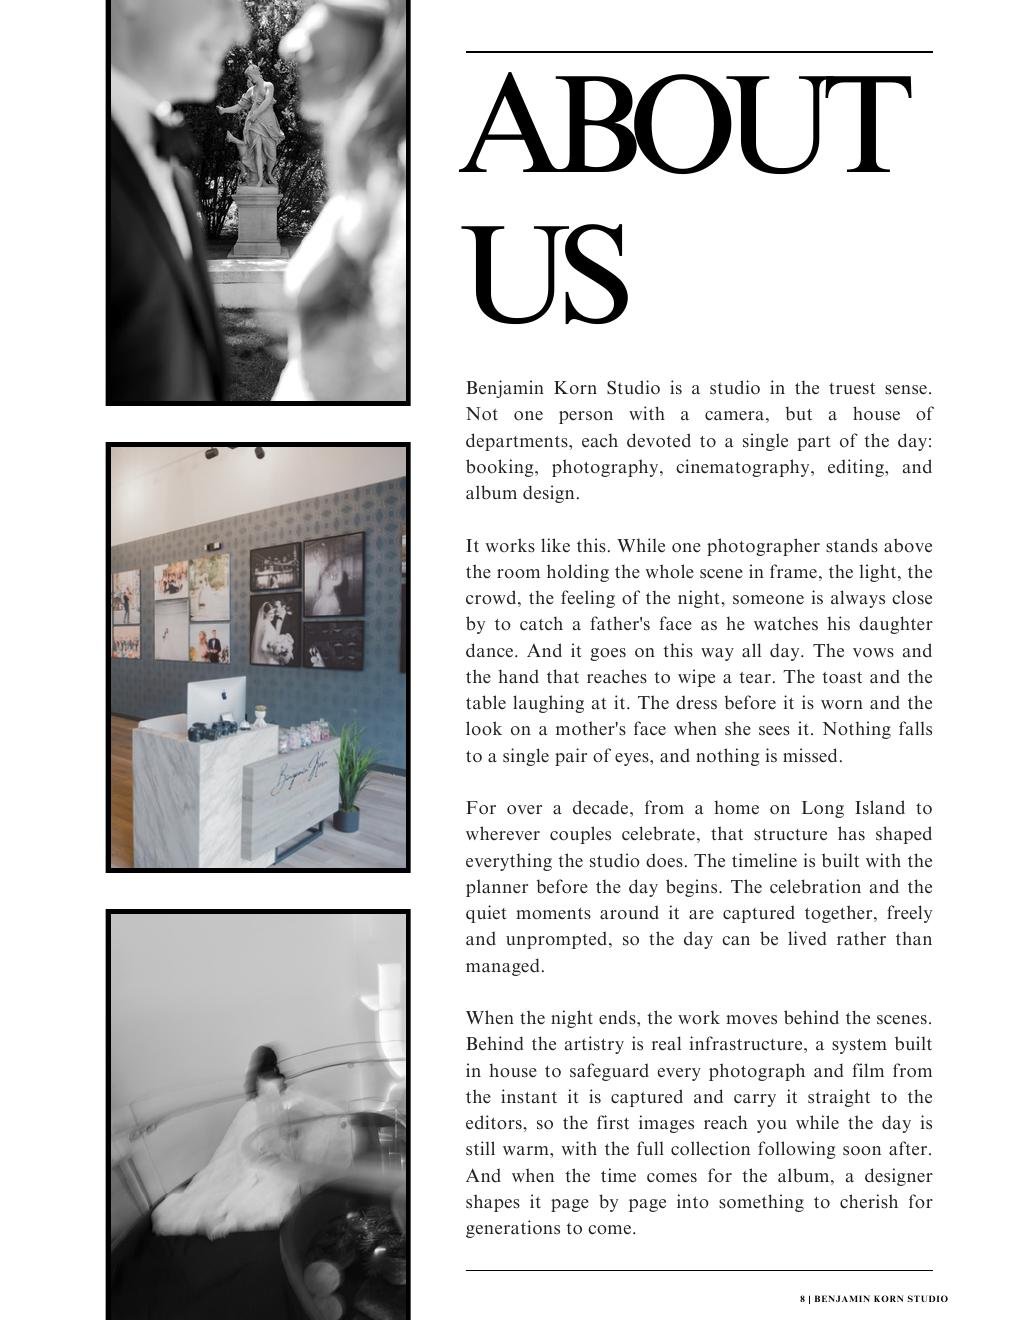 ABOUT
US
Benjamin Korn Studio is a studio in the truest sense.
Not one person with a camera, but a house of
departments, each devoted to a single part of the day:
booking, photography, cinematography, editing, and
album design.
It works like this. While one photographer stands above
the room holding the whole scene in frame, the light, the
crowd, the feeling of the night, someone is always close
by to catch a father's face as he watches his daughter
dance. And it goes on this way all day. The vows and
the hand that reaches to wipe a tear. The toast and the
table laughing at it. The dress before it is worn and the
look on a mother's face when she sees it. Nothing falls
to a single pair of eyes, and nothing is missed.
For over a decade, from a home on Long Island to
wherever couples celebrate, that structure has shaped
everything the studio does. The timeline is built with the
planner before the day begins. The celebration and the
quiet moments around it are captured together, freely
and unprompted, so the day can be lived rather than
managed.
When the night ends, the work moves behind the scenes.
Behind the artistry is real infrastructure, a system built
in house to safeguard every photograph and film from
the instant it is captured and carry it straight to the
editors, so the first images reach you while the day is
still warm, with the full collection following soon after.
And when the time comes for the album, a designer
shapes it page by page into something to cherish for
generations to come.
Benjamin Korn
8 | BENJAMIN KORN STUDIO